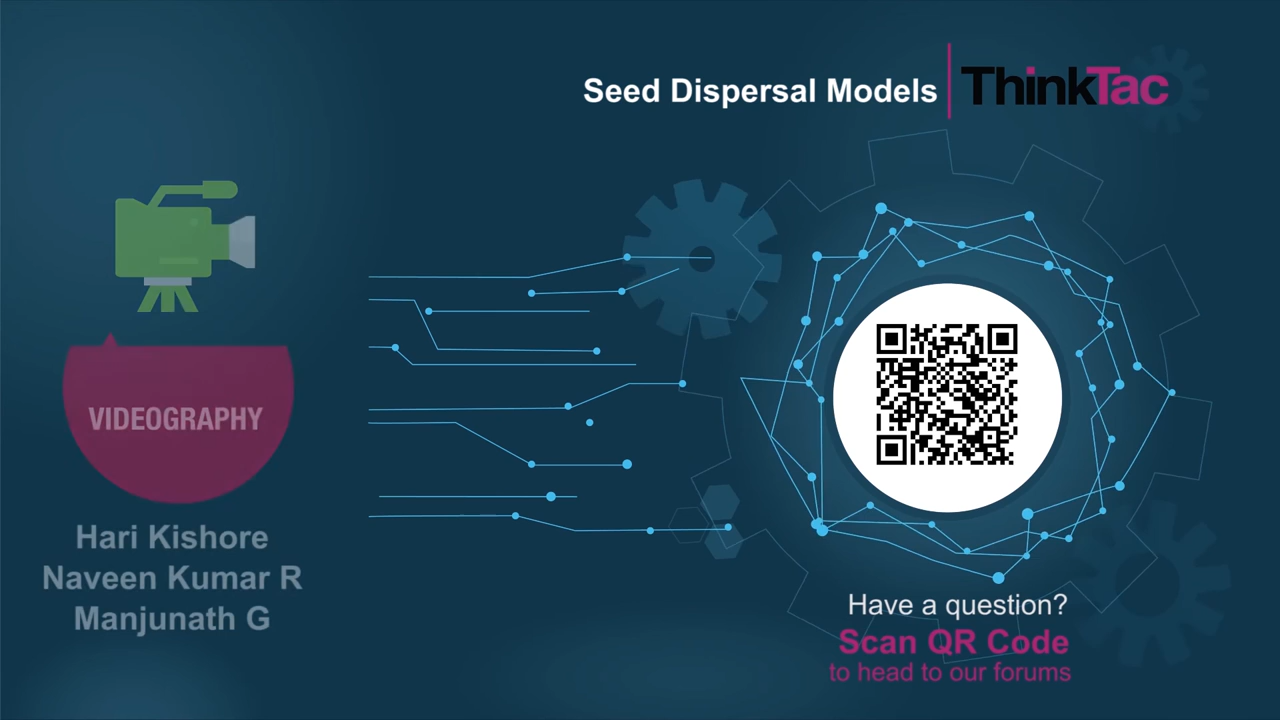 Seed Dispersal Models
ThinkTac
VIDEOGRAPHY
Hari Kishore
Naveen Kumar R
Manjunath G
Have a question?
Scan QR Code
to head to our forums